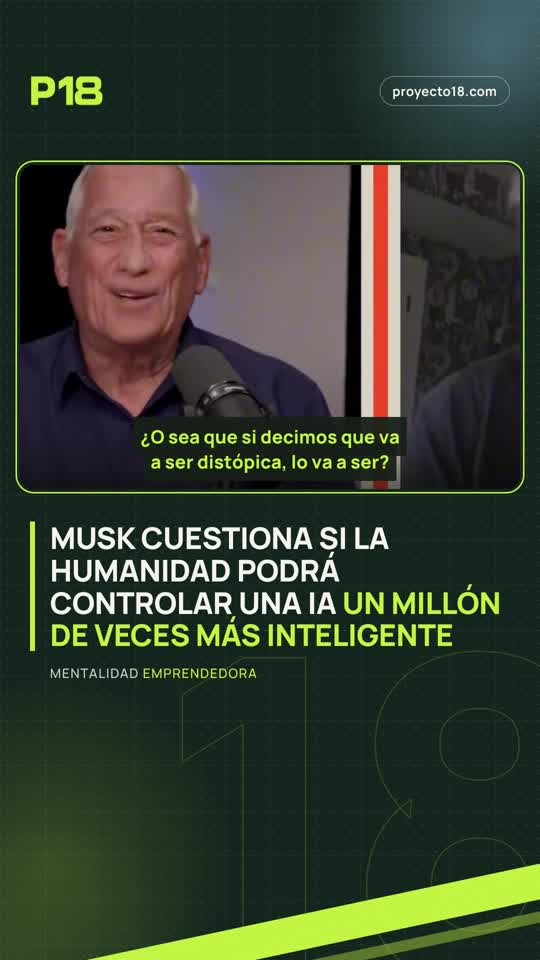 P18
proyecto18.com
¿O sea que si decimos que va
a ser distópica, lo va a ser?
MUSK CUESTIONA SI LA
HUMANIDAD PODRÁ
CONTROLAR UNA IA UN MILLÓN
DE VECES MÁS INTELIGENTE
MENTALIDAD EMPRENDEDORA
18